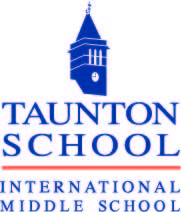 TAUNTON
SCHOOL
INTERNATIONAL
MIDDLE SCHOOL